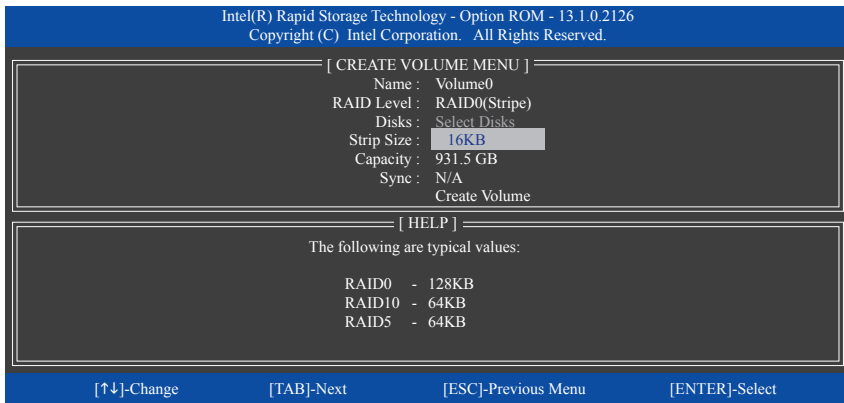 Intel(R) Rapid Storage Technology - Option ROM - 13.1.0.2126
Copyright (C) Intel Corporation. All Rights Reserved.
[ CREATE VOLUME MENU ]
Name : Volume0
RAID Level : RAID0(Stripe)
Disks : Select Disks
Strip Size : 16KB
Capacity : 931.5 GB
Sync : N/A
Create Volume
[ HELP ]
The following are typical values:
RAID0 - 128KB
RAID10 - 64KB
RAID5 - 64KB
[↑↓]-Change [TAB]-Next [ESC]-Previous Menu [ENTER]-Select